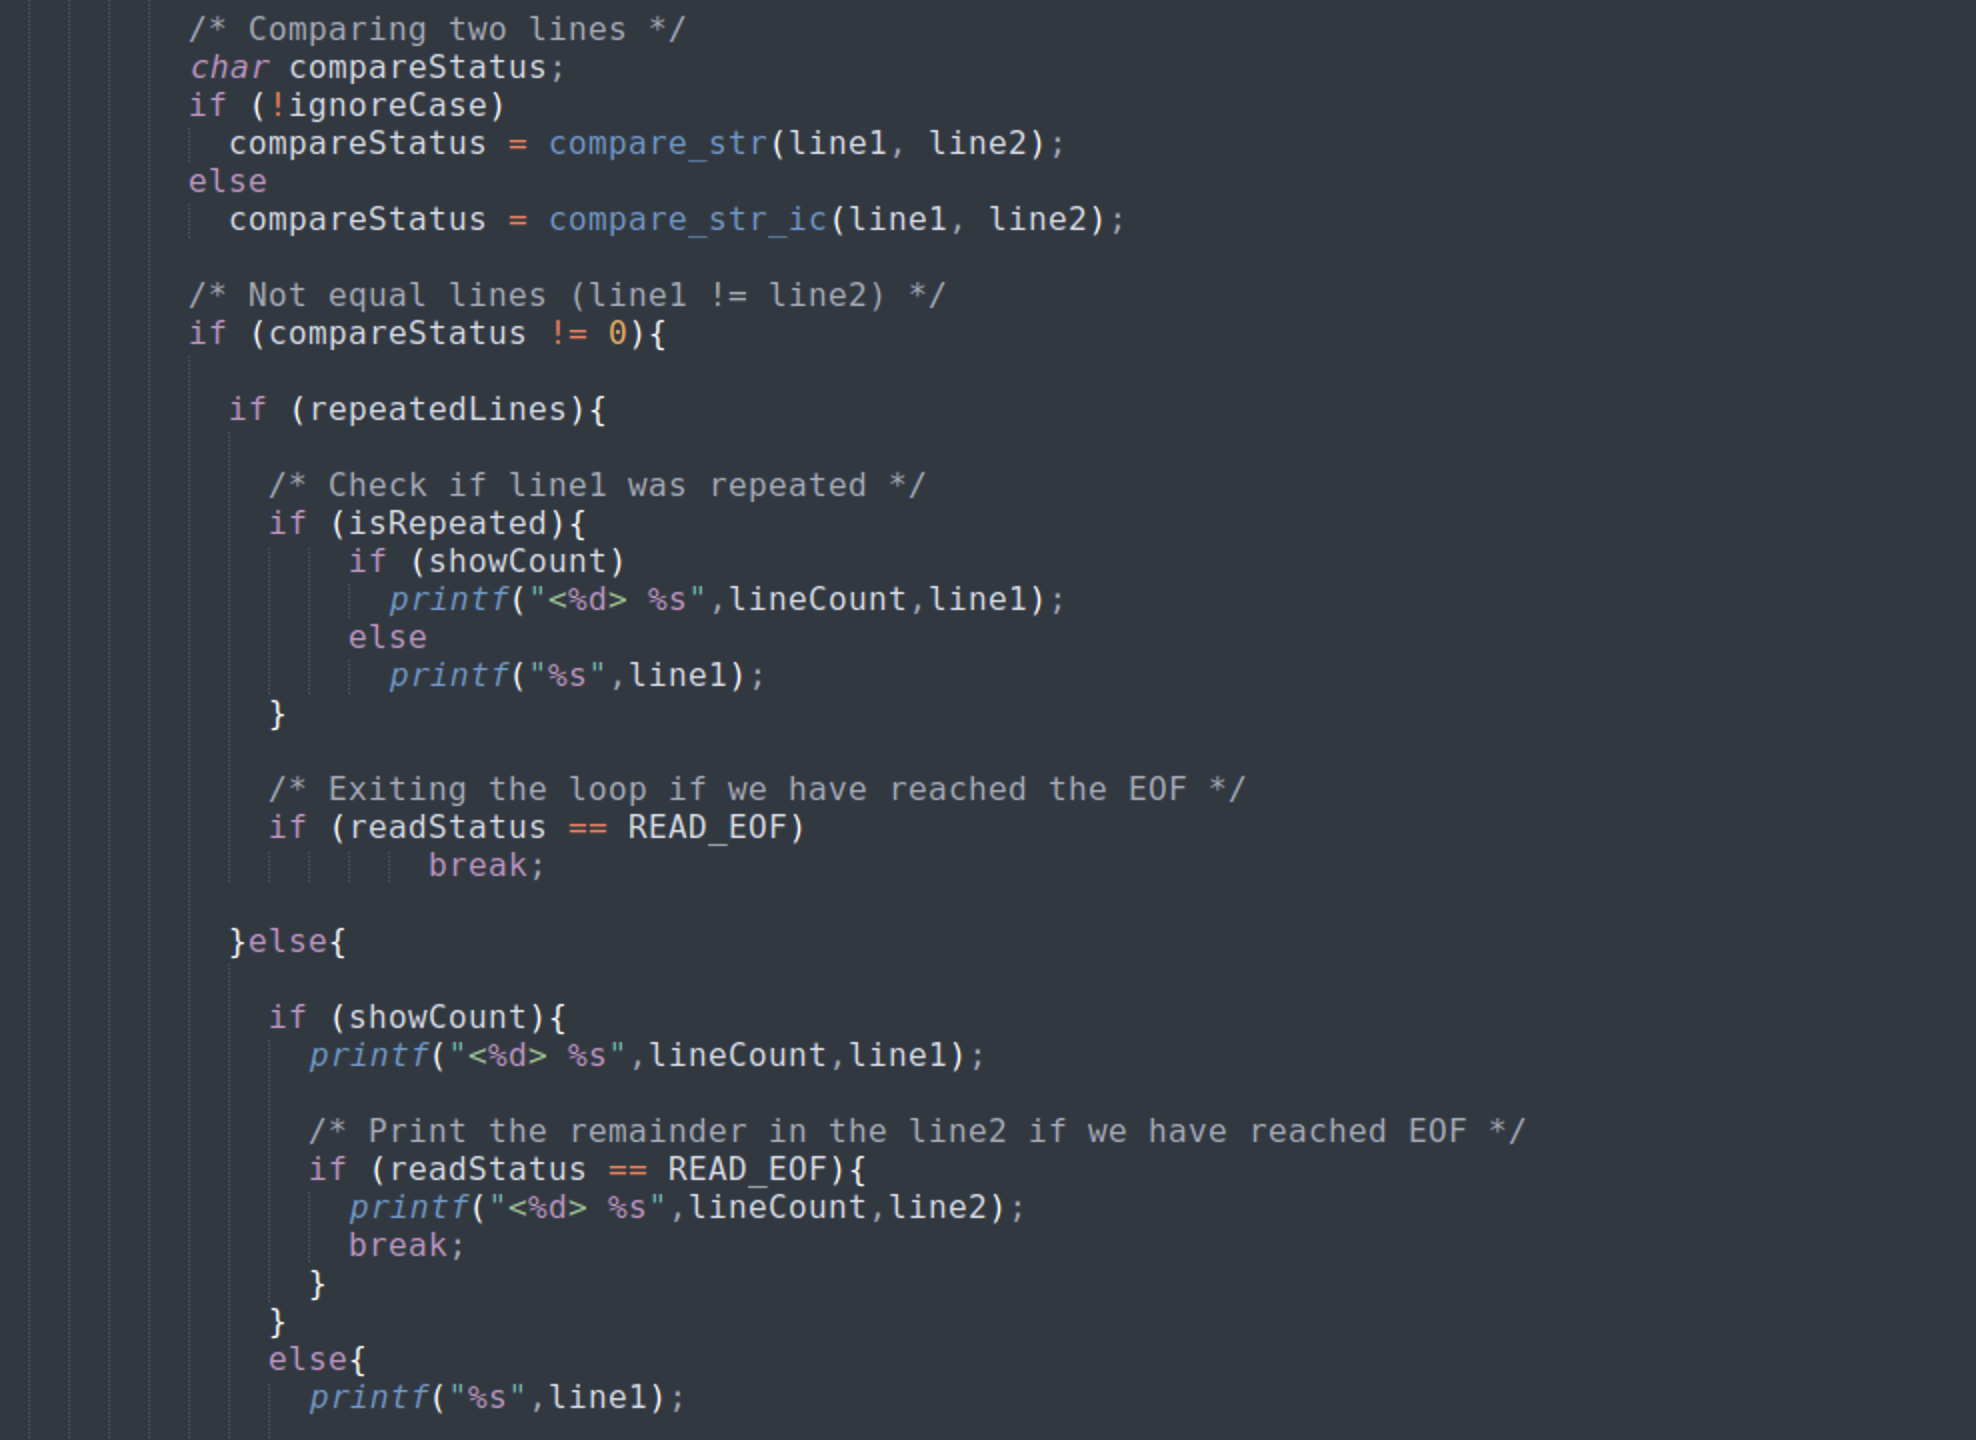 /* Comparing two lines */
char compareStatus;
if (!ignoreCase)
compareStatus = compare_str(line1, line2);
else
compareStatus = compare_str_ic(line1, line2);
/* Not equal lines (line1 != line2) */
if (compareStatus != 0){
if (repeatedLines){
/* Check if line1 was repeated */
if (isRepeated){
if (showCount)
printf("<%d> %s",lineCount,line1);
else
printf("%s",line1);
}
/* Exiting the loop if we have reached the EOF */
if (readStatus == READ_EOF)
break;
}else{
if (showCount){
printf("<%d> %s",lineCount,line1);
/* Print the remainder in the line2 if we have reached EOF */
if (readStatus == READ_EOF){
printf("<%d> %s",lineCount,line2);
break;
}
}
else{
printf("%s",line1);